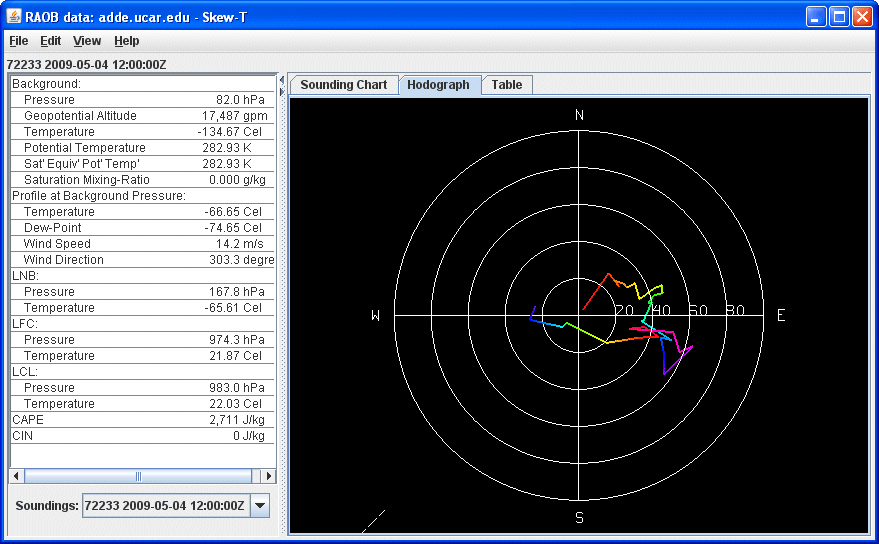 RAOB data: adde.ucar.edu - Skew-T
File Edit View Help
72233 2009-05-04 12:00:00Z
Background:
Pressure 82.0 hPa
Geopotential Altitude 17,487 gpm
Temperature -134.67 Cel
Potential Temperature 282.93 K
Sat' Equiv' Pot' Temp' 282.93 K
Saturation Mixing-Ratio 0.000 g/kg
Profile at Background Pressure:
Temperature -66.65 Cel
Dew-Point -74.65 Cel
Wind Speed 14.2 m/s
Wind Direction 303.3 degre
LNB:
Pressure 167.8 hPa
Temperature -65.61 Cel
LFC:
Pressure 974.3 hPa
Temperature 21.87 Cel
LCL:
Pressure 983.0 hPa
Temperature 22.03 Cel
CAPE 2,711 J/kg
CIN 0 J/kg
Soundings: 72233 2009-05-04 12:00:00Z
Sounding Chart Hodograph Table
N
W 20 40 60 80 E
S